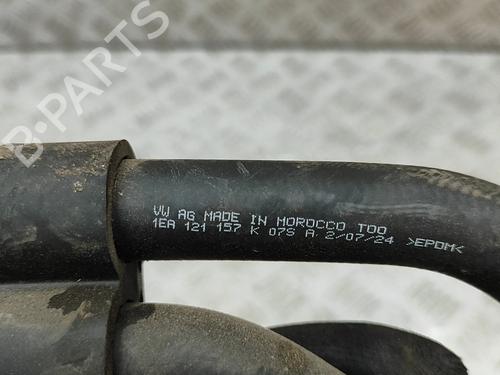 VW AG MADE IN MOROCCO TOO
1EA 121 157 K 07S A 2/07/24 >EPDM<
B-PARTS